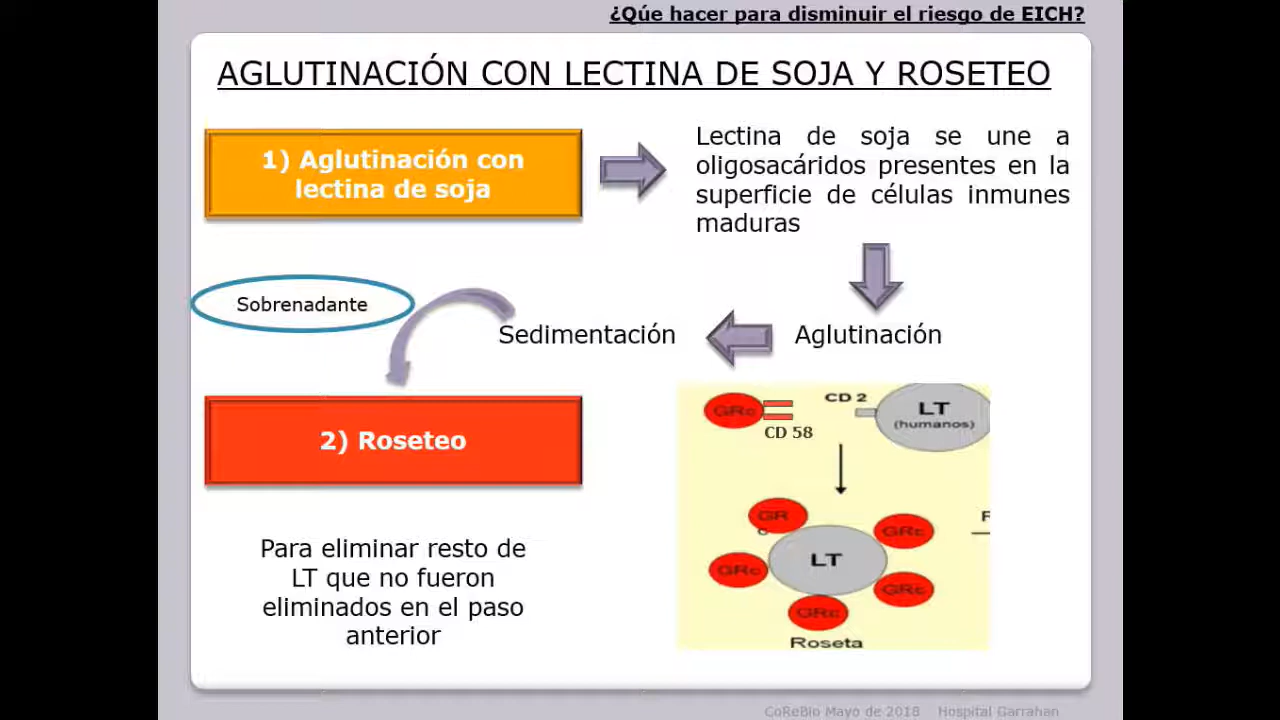 ¿Qúe hacer para disminuir el riesgo de EICH?
AGLUTINACIÓN CON LECTINA DE SOJA Y ROSETEO
1) Aglutinación con
lectina de soja
Lectina de soja se une a
oligosacáridos presentes en la
superficie de células inmunes
maduras
Sobrenadante
Sedimentación
Aglutinación
2) Roseteo
Para eliminar resto de
LT que no fueron
eliminados en el paso
anterior
GRc
CD 58
CD 2
LT
(humanos)
GR
c
GRc
LT
GRc
GRc
GRc
Roseta
CoReBio Mayo de 2018 Hospital Garrahan